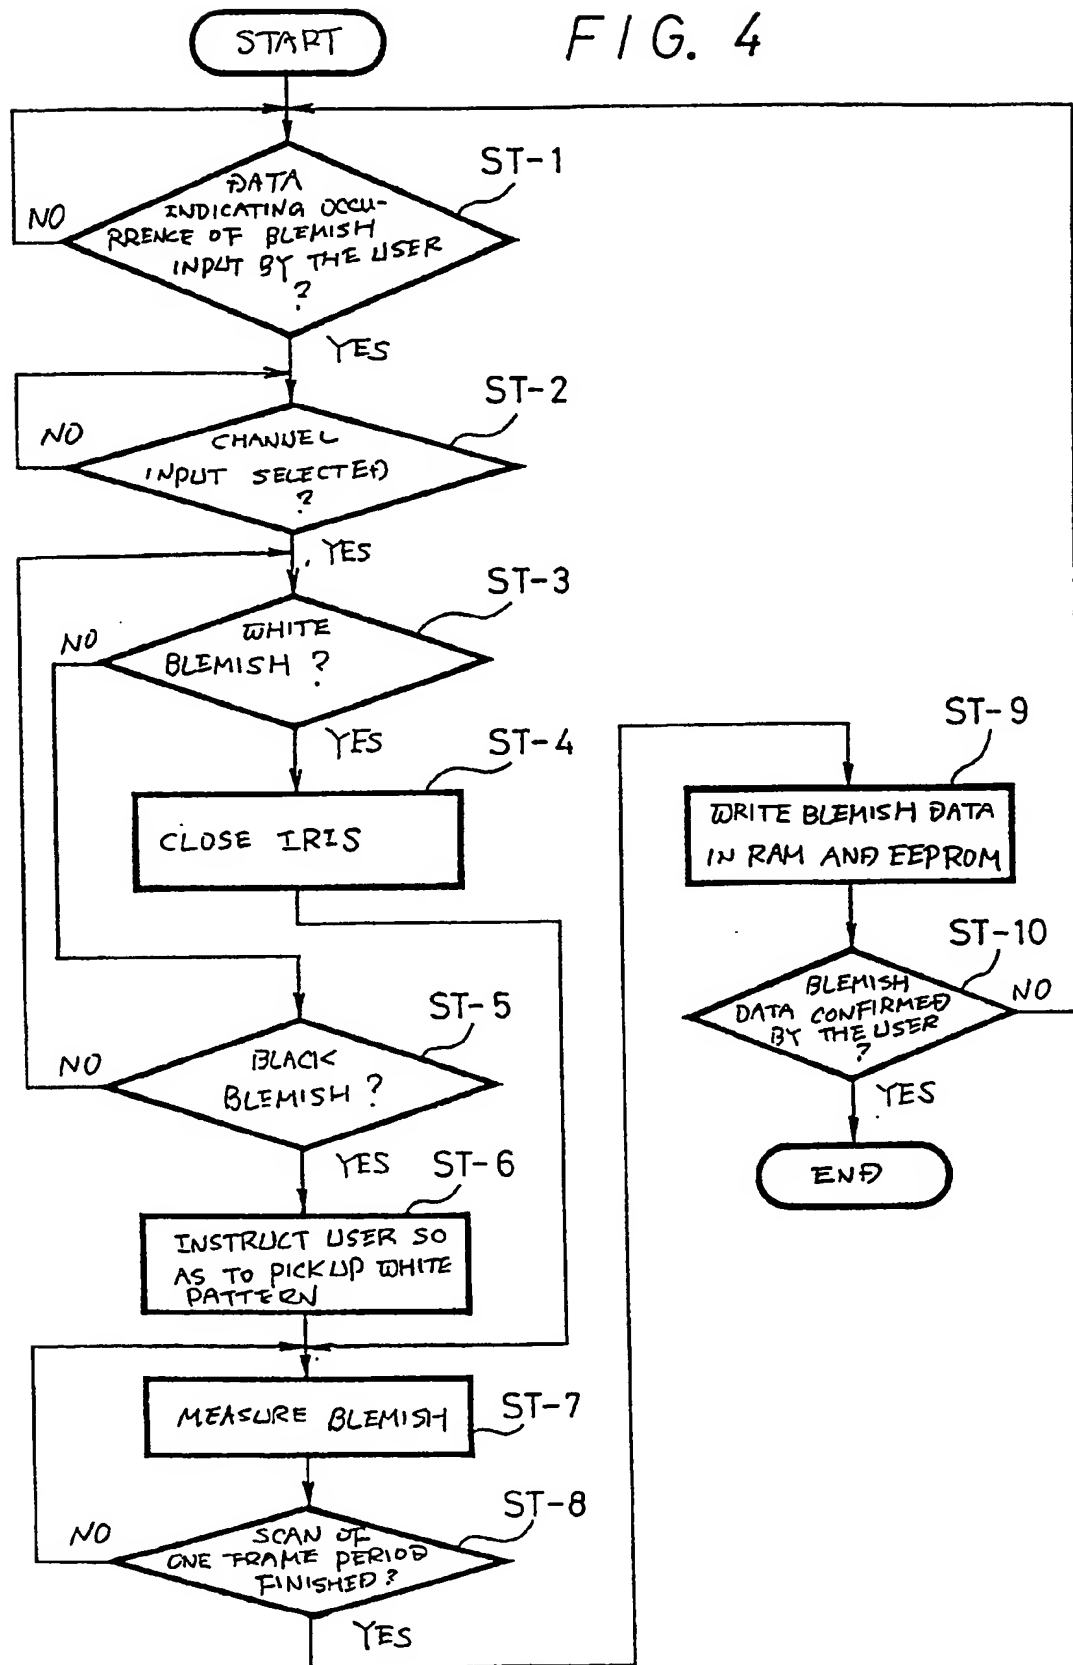 FIG. 4
START
ST-1
DATA
INDICATING OCCU-
RRENCE OF BLEMISH
INPUT BY THE USER
?
NO
YES
ST-2
CHANNEL
INPUT SELECTED
?
NO
YES
ST-3
WHITE
BLEMISH ?
NO
YES
ST-4
CLOSE IRIS
ST-5
BLACK
BLEMISH ?
NO
YES
ST-6
INSTRUCT USER SO
AS TO PICK UP WHITE
PATTERN
MEASURE BLEMISH
ST-7
ST-8
SCAN OF
ONE FRAME PERIOD
FINISHED?
NO
YES
ST-9
WRITE BLEMISH DATA
IN RAM AND EEPROM
ST-10
BLEMISH
DATA CONFIRMED
BY THE USER
?
NO
YES
END